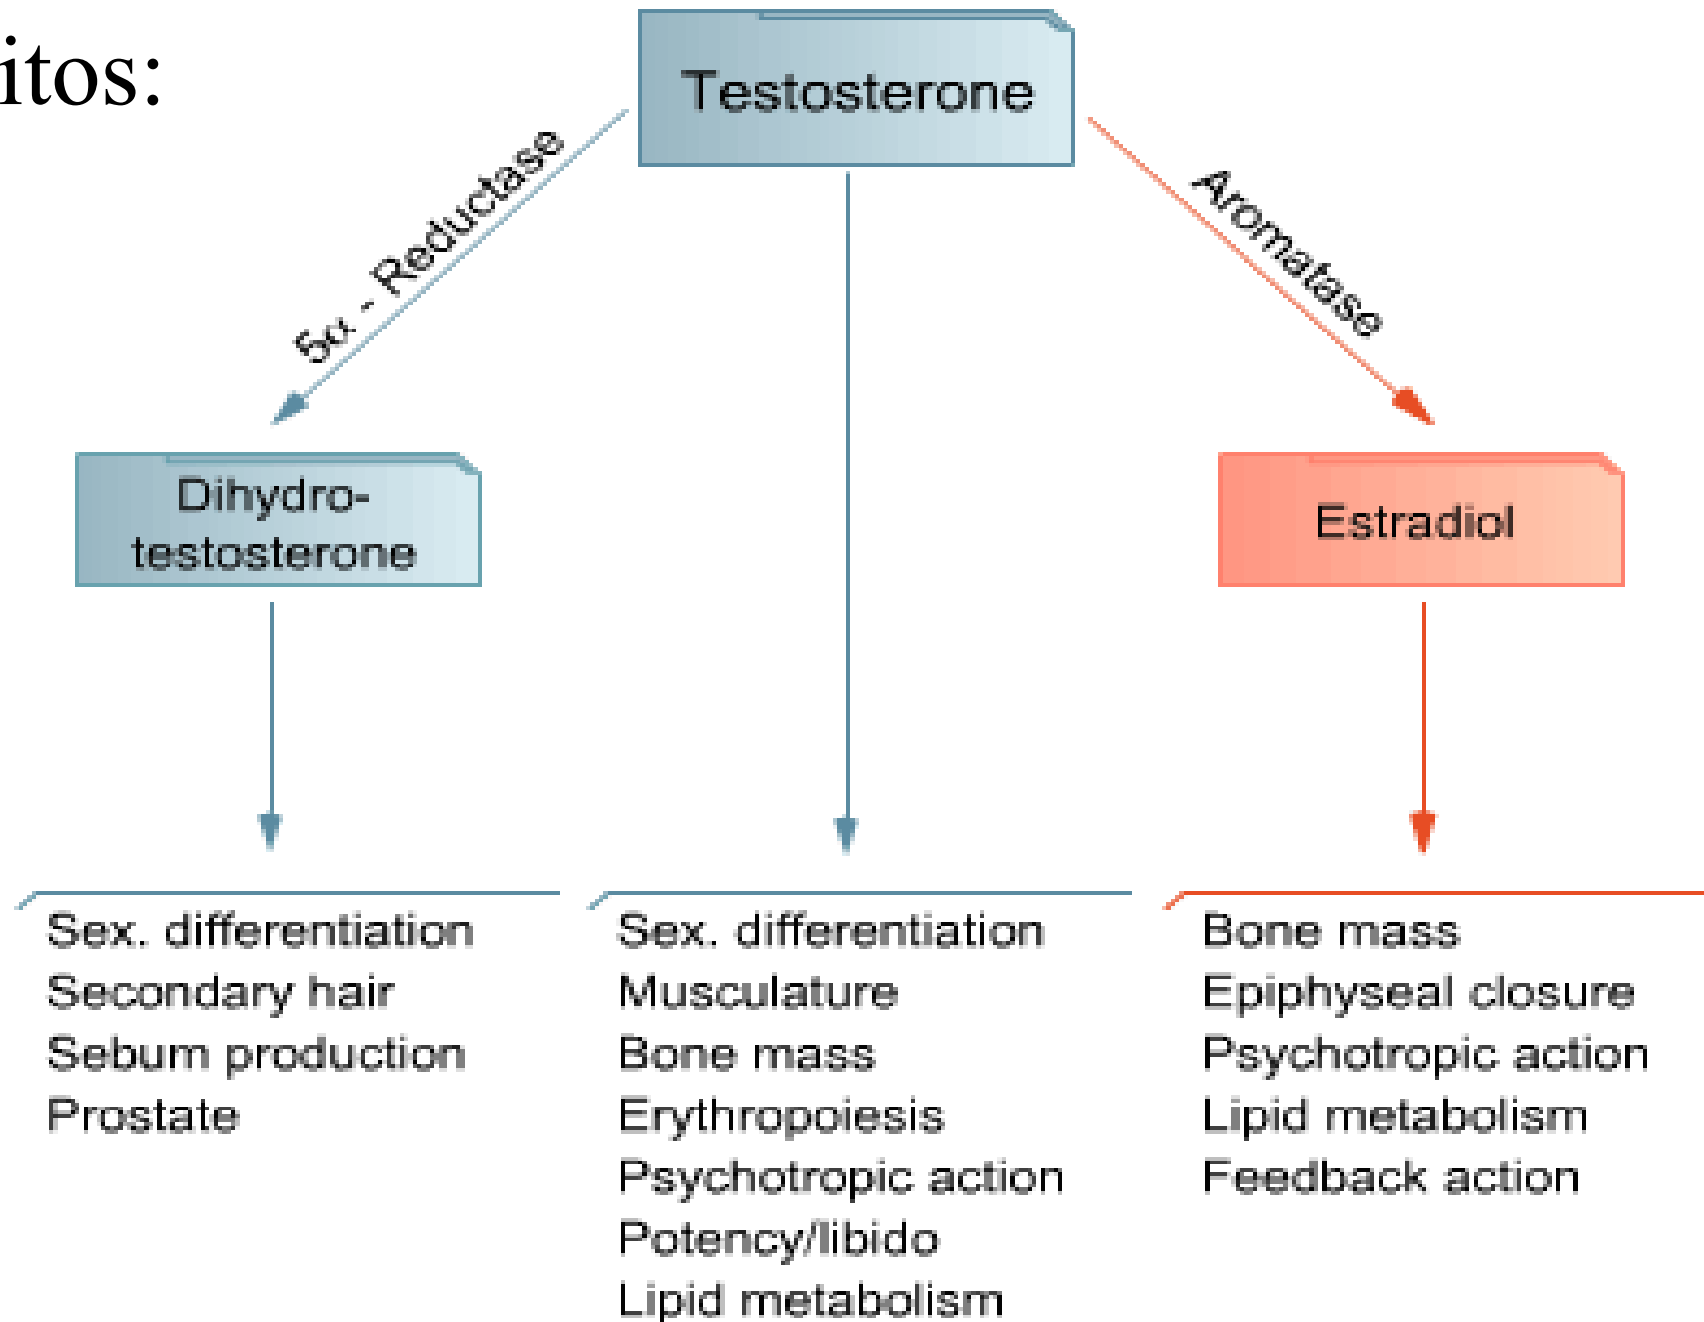 itos:
Testosterone
5α - Reductase
Aromatase
Dihydro-
testosterone
Estradiol
Sex. differentiation
Secondary hair
Sebum production
Prostate
Sex. differentiation
Musculature
Bone mass
Erythropoiesis
Psychotropic action
Potency/libido
Lipid metabolism
Bone mass
Epiphyseal closure
Psychotropic action
Lipid metabolism
Feedback action